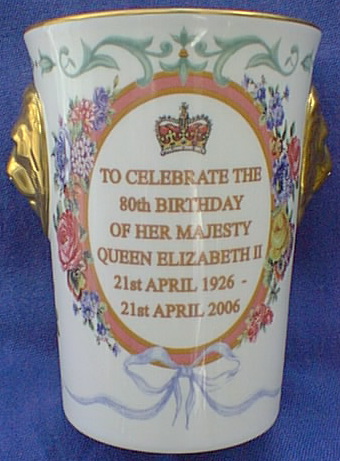 TO CELEBRATE THE
80th BIRTHDAY
OF HER MAJESTY
QUEEN ELIZABETH II
21st APRIL 1926 -
21st APRIL 2006